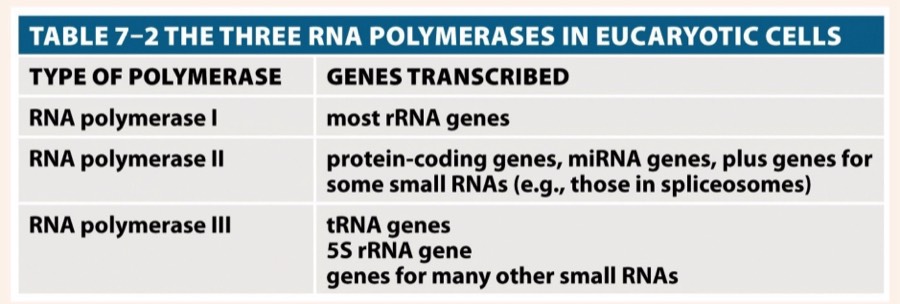 TABLE 7–2 THE THREE RNA POLYMERASES IN EUCARYOTIC CELLS
TYPE OF POLYMERASE GENES TRANSCRIBED
RNA polymerase I most rRNA genes
RNA polymerase II protein-coding genes, miRNA genes, plus genes for
some small RNAs (e.g., those in spliceosomes)
RNA polymerase III tRNA genes
5S rRNA gene
genes for many other small RNAs